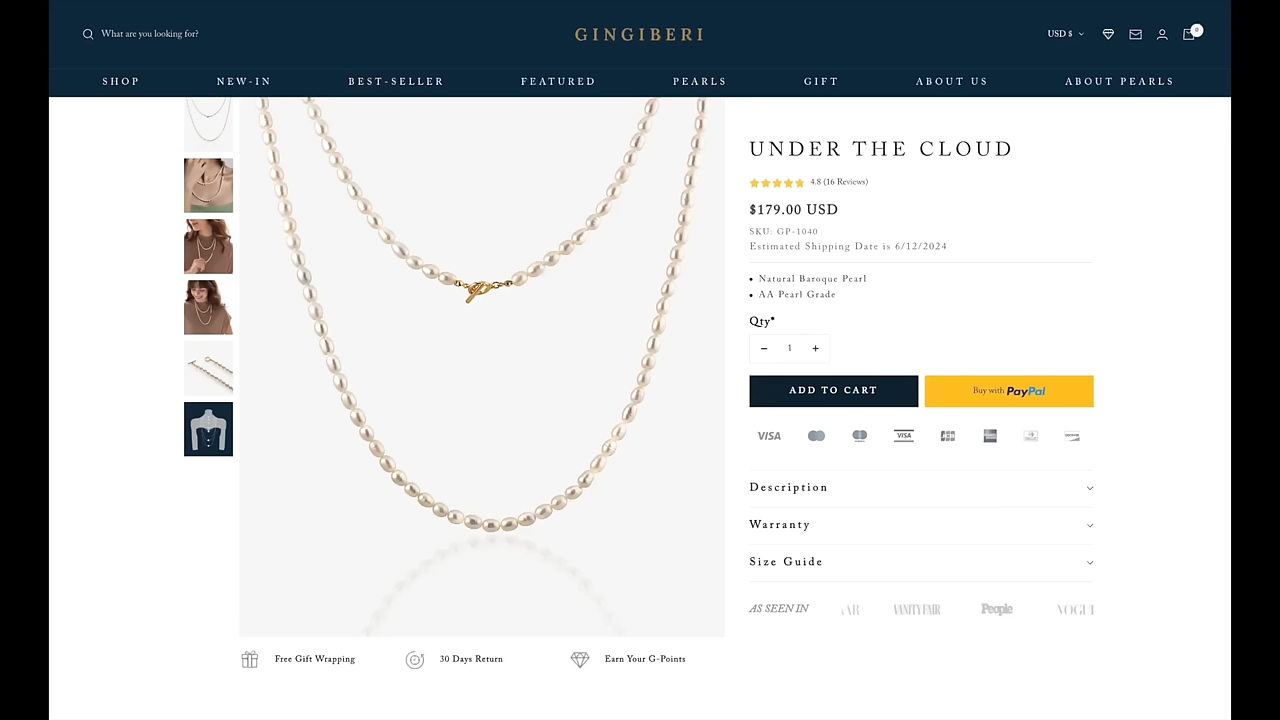 What are you looking for?
GINGIBERI
USD $
0
SHOP
NEW-IN
BEST-SELLER
FEATURED
PEARLS
GIFT
ABOUT US
ABOUT PEARLS
UNDER THE CLOUD
4.8 (16 Reviews)
$179.00 USD
SKU: GP-1040
Estimated Shipping Date is 6/12/2024
Natural Baroque Pearl
AA Pearl Grade
Qty*
− 1 +
ADD TO CART
Buy with PayPal
VISA
VISA
Description
Warranty
Size Guide
AS SEEN IN
VANITY FAIR
People
VOGU
Free Gift Wrapping
30 Days Return
Earn Your G-Points